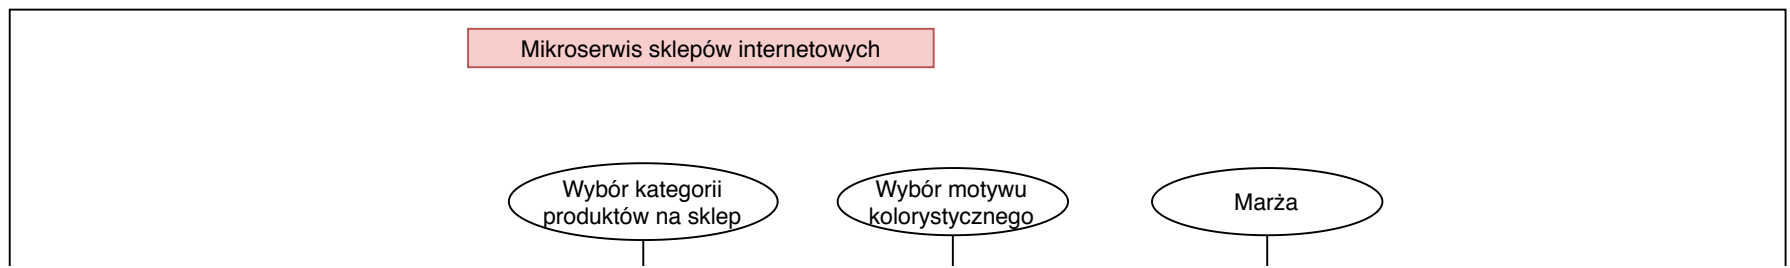 Mikroserwis sklepów internetowych
Wybór kategorii
produktów na sklep
Wybór motywu
kolorystycznego
Marża